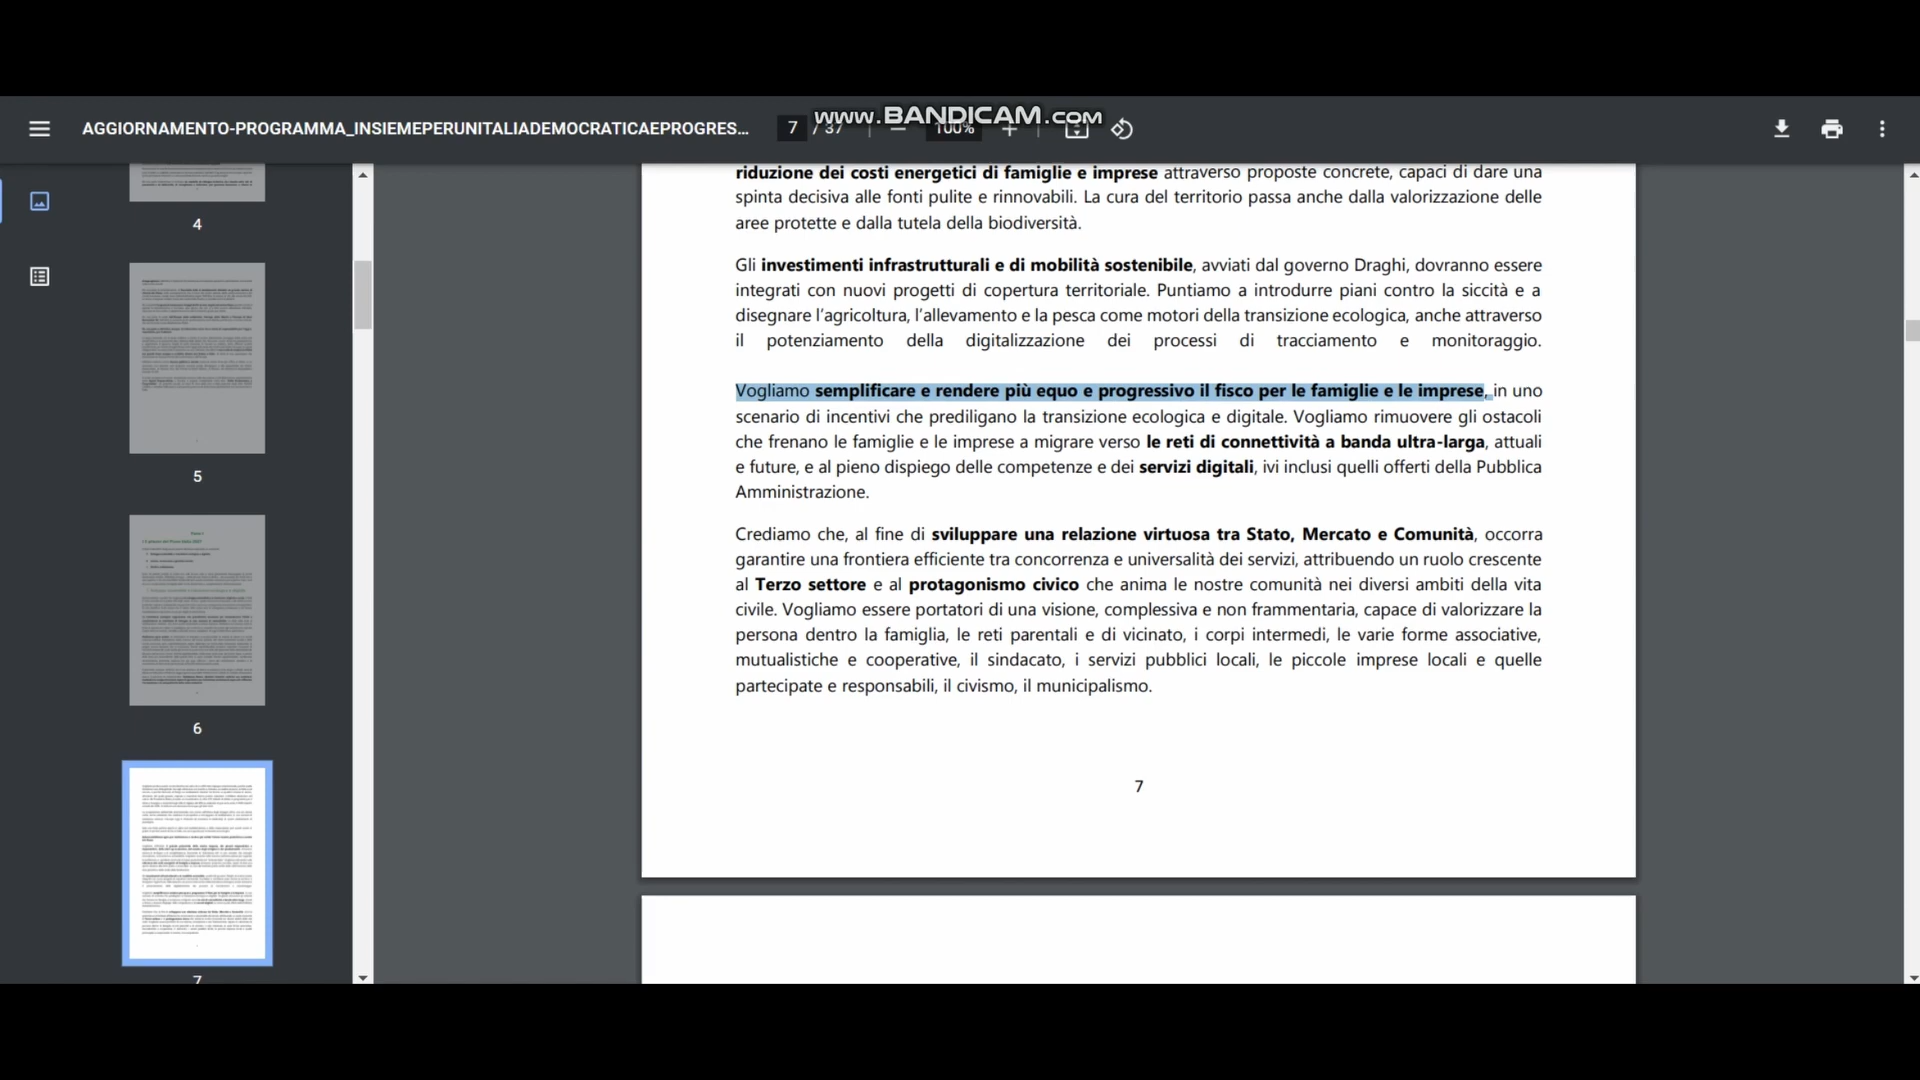 www.BANDICAM.com
AGGIORNAMENTO-PROGRAMMA_INSIEMEPERUNITALIADEMOCRATICAEPROGRES...
7 / 37
100%
4
5
6
7
riduzione dei costi energetici di famiglie e imprese attraverso proposte concrete, capaci di dare una
spinta decisiva alle fonti pulite e rinnovabili. La cura del territorio passa anche dalla valorizzazione delle
aree protette e dalla tutela della biodiversità.
Gli investimenti infrastrutturali e di mobilità sostenibile, avviati dal governo Draghi, dovranno essere
integrati con nuovi progetti di copertura territoriale. Puntiamo a introdurre piani contro la siccità e a
disegnare l’agricoltura, l’allevamento e la pesca come motori della transizione ecologica, anche attraverso
il potenziamento della digitalizzazione dei processi di tracciamento e monitoraggio.
Vogliamo semplificare e rendere più equo e progressivo il fisco per le famiglie e le imprese, in uno
scenario di incentivi che prediligano la transizione ecologica e digitale. Vogliamo rimuovere gli ostacoli
che frenano le famiglie e le imprese a migrare verso le reti di connettività a banda ultra-larga, attuali
e future, e al pieno dispiego delle competenze e dei servizi digitali, ivi inclusi quelli offerti della Pubblica
Amministrazione.
Crediamo che, al fine di sviluppare una relazione virtuosa tra Stato, Mercato e Comunità, occorra
garantire una frontiera efficiente tra concorrenza e universalità dei servizi, attribuendo un ruolo crescente
al Terzo settore e al protagonismo civico che anima le nostre comunità nei diversi ambiti della vita
civile. Vogliamo essere portatori di una visione, complessiva e non frammentaria, capace di valorizzare la
persona dentro la famiglia, le reti parentali e di vicinato, i corpi intermedi, le varie forme associative,
mutualistiche e cooperative, il sindacato, i servizi pubblici locali, le piccole imprese locali e quelle
partecipate e responsabili, il civismo, il municipalismo.
7